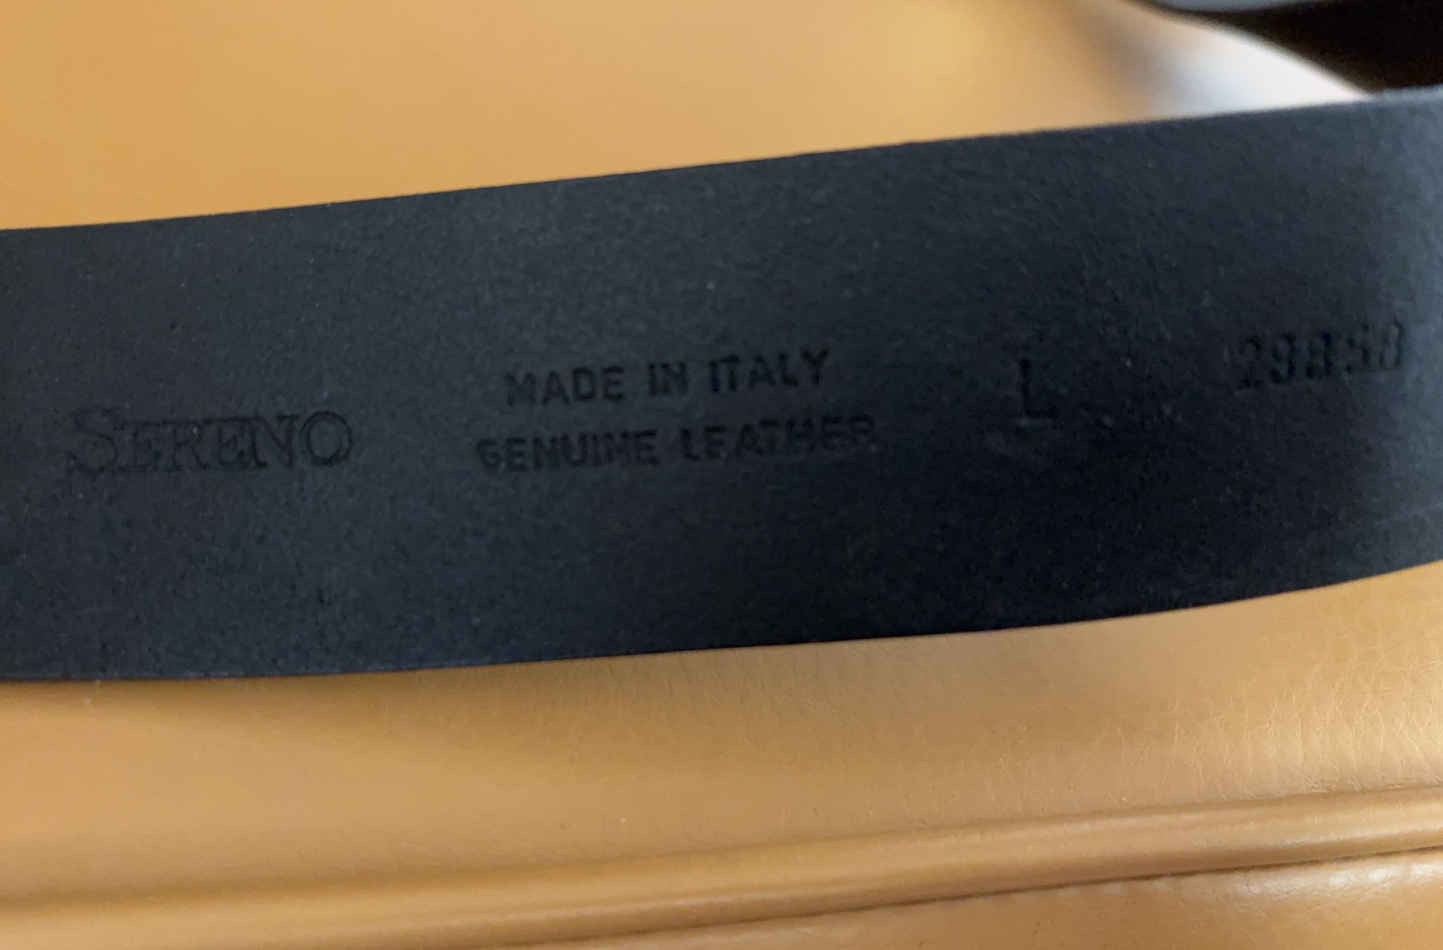 SERENO
MADE IN ITALY
GENUINE LEATHER
L